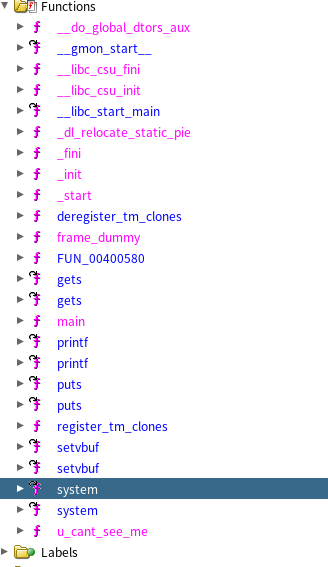 Functions
__do_global_dtors_aux
__gmon_start__
__libc_csu_fini
__libc_csu_init
__libc_start_main
_dl_relocate_static_pie
_fini
_init
_start
deregister_tm_clones
frame_dummy
FUN_00400580
gets
gets
main
printf
printf
puts
puts
register_tm_clones
setvbuf
setvbuf
system
system
u_cant_see_me
Labels